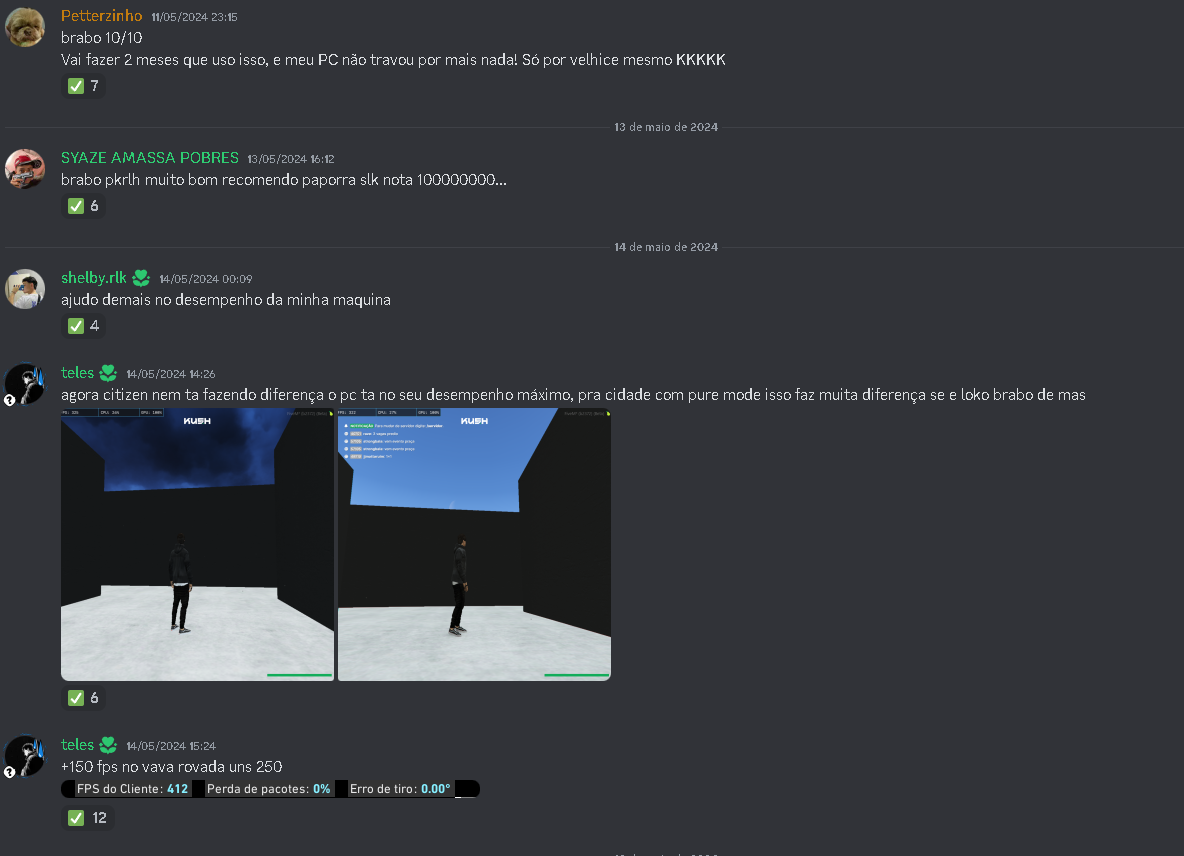 Petterzinho 11/05/2024 23:15
brabo 10/10
Vai fazer 2 meses que uso isso, e meu PC não travou por mais nada! Só por velhice mesmo KKKKK
7
13 de maio de 2024
SYAZE AMASSA POBRES 13/05/2024 16:12
brabo pkrlh muito bom recomendo paporra slk nota 100000000...
6
14 de maio de 2024
shelby.rlk 14/05/2024 00:09
ajudo demais no desempenho da minha maquina
4
teles 14/05/2024 14:26
agora citizen nem ta fazendo diferença o pc ta no seu desempenho máximo, pra cidade com pure mode isso faz muita diferença se e loko brabo de mas
KUSH
KUSH
6
teles 14/05/2024 15:24
+150 fps no vava rovada uns 250
FPS do Cliente: 412 Perda de pacotes: 0% Erro de tiro: 0.00°
12